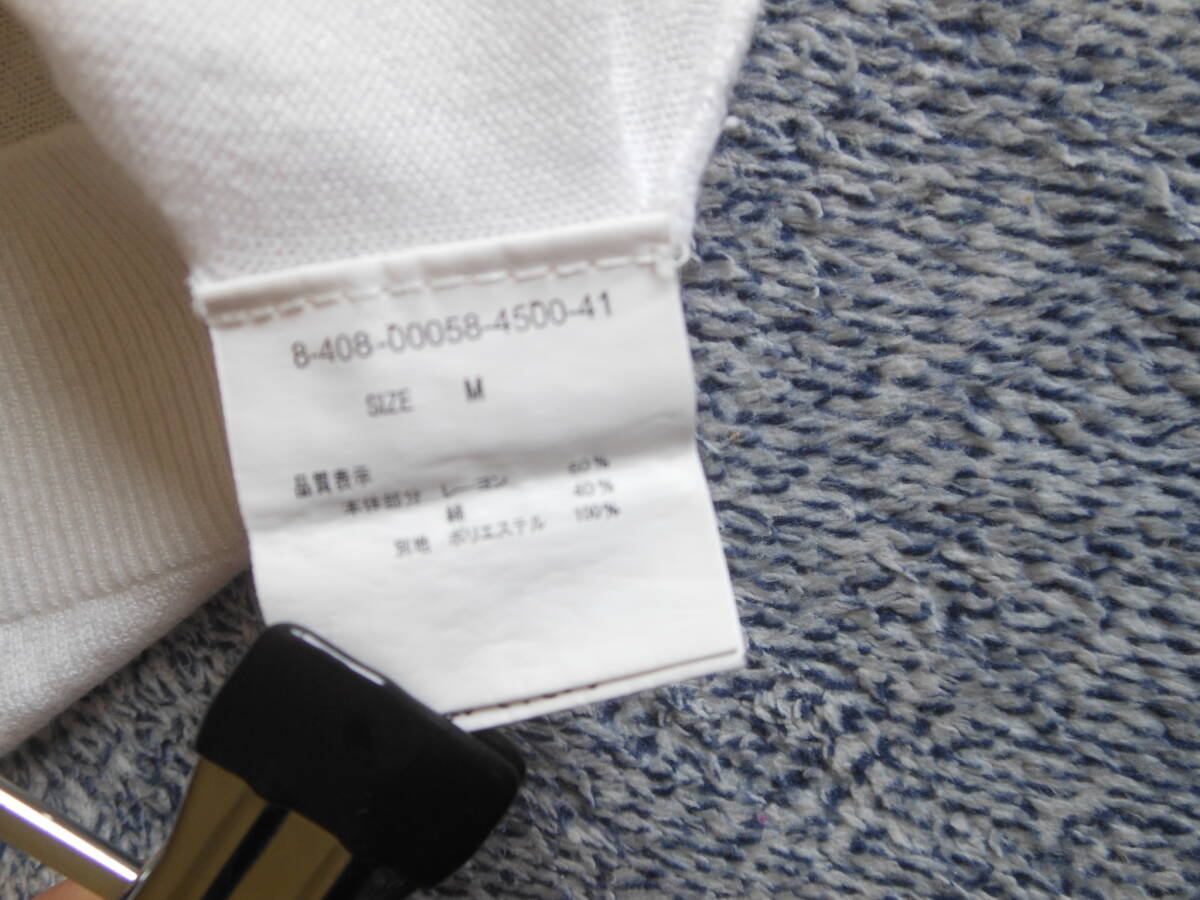 8-408-00058-4500-41
SIZE M
品質表示
本体部分 レーヨン 60%
綿 40%
別地 ポリエステル 100%